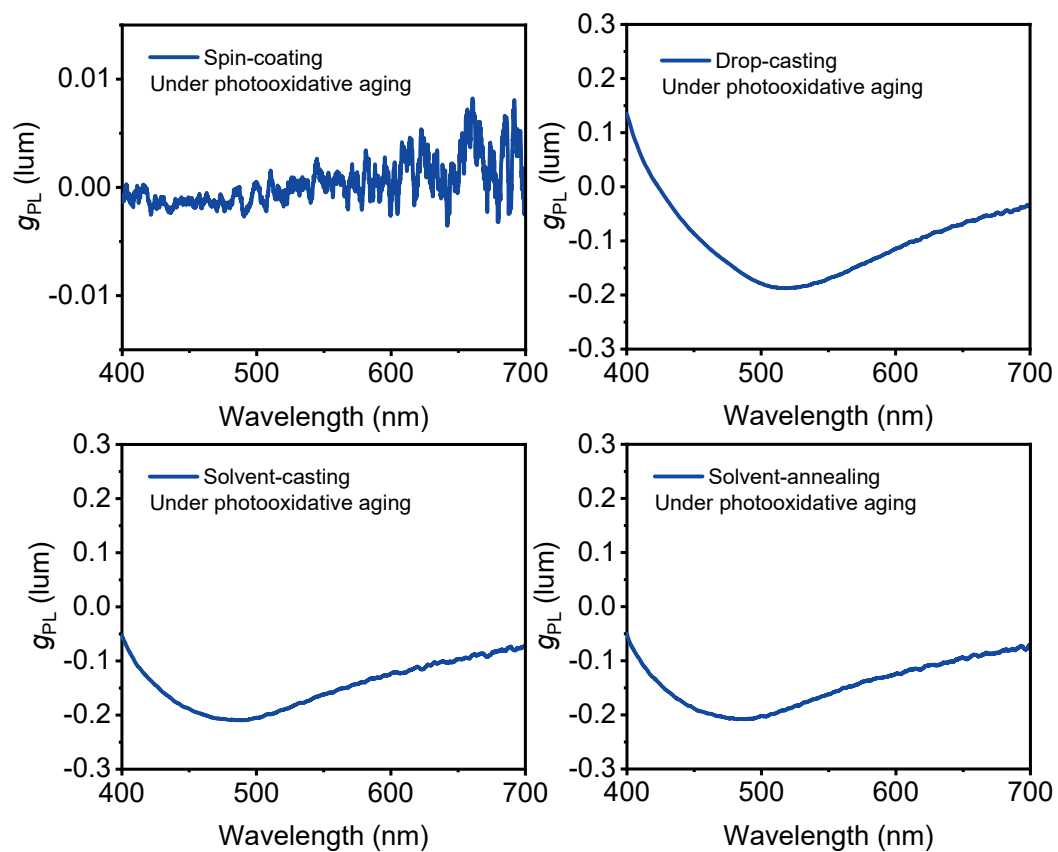 Spin-coating
Under photooxidative aging
0.01
0.00
-0.01
g_PL (lum)
400 500 600 700
Wavelength (nm)
Drop-casting
Under photooxidative aging
0.3
0.2
0.1
0.0
-0.1
-0.2
-0.3
g_PL (lum)
400 500 600 700
Wavelength (nm)
Solvent-casting
Under photooxidative aging
0.3
0.2
0.1
0.0
-0.1
-0.2
-0.3
g_PL (lum)
400 500 600 700
Wavelength (nm)
Solvent-annealing
Under photooxidative aging
0.3
0.2
0.1
0.0
-0.1
-0.2
-0.3
g_PL (lum)
400 500 600 700
Wavelength (nm)